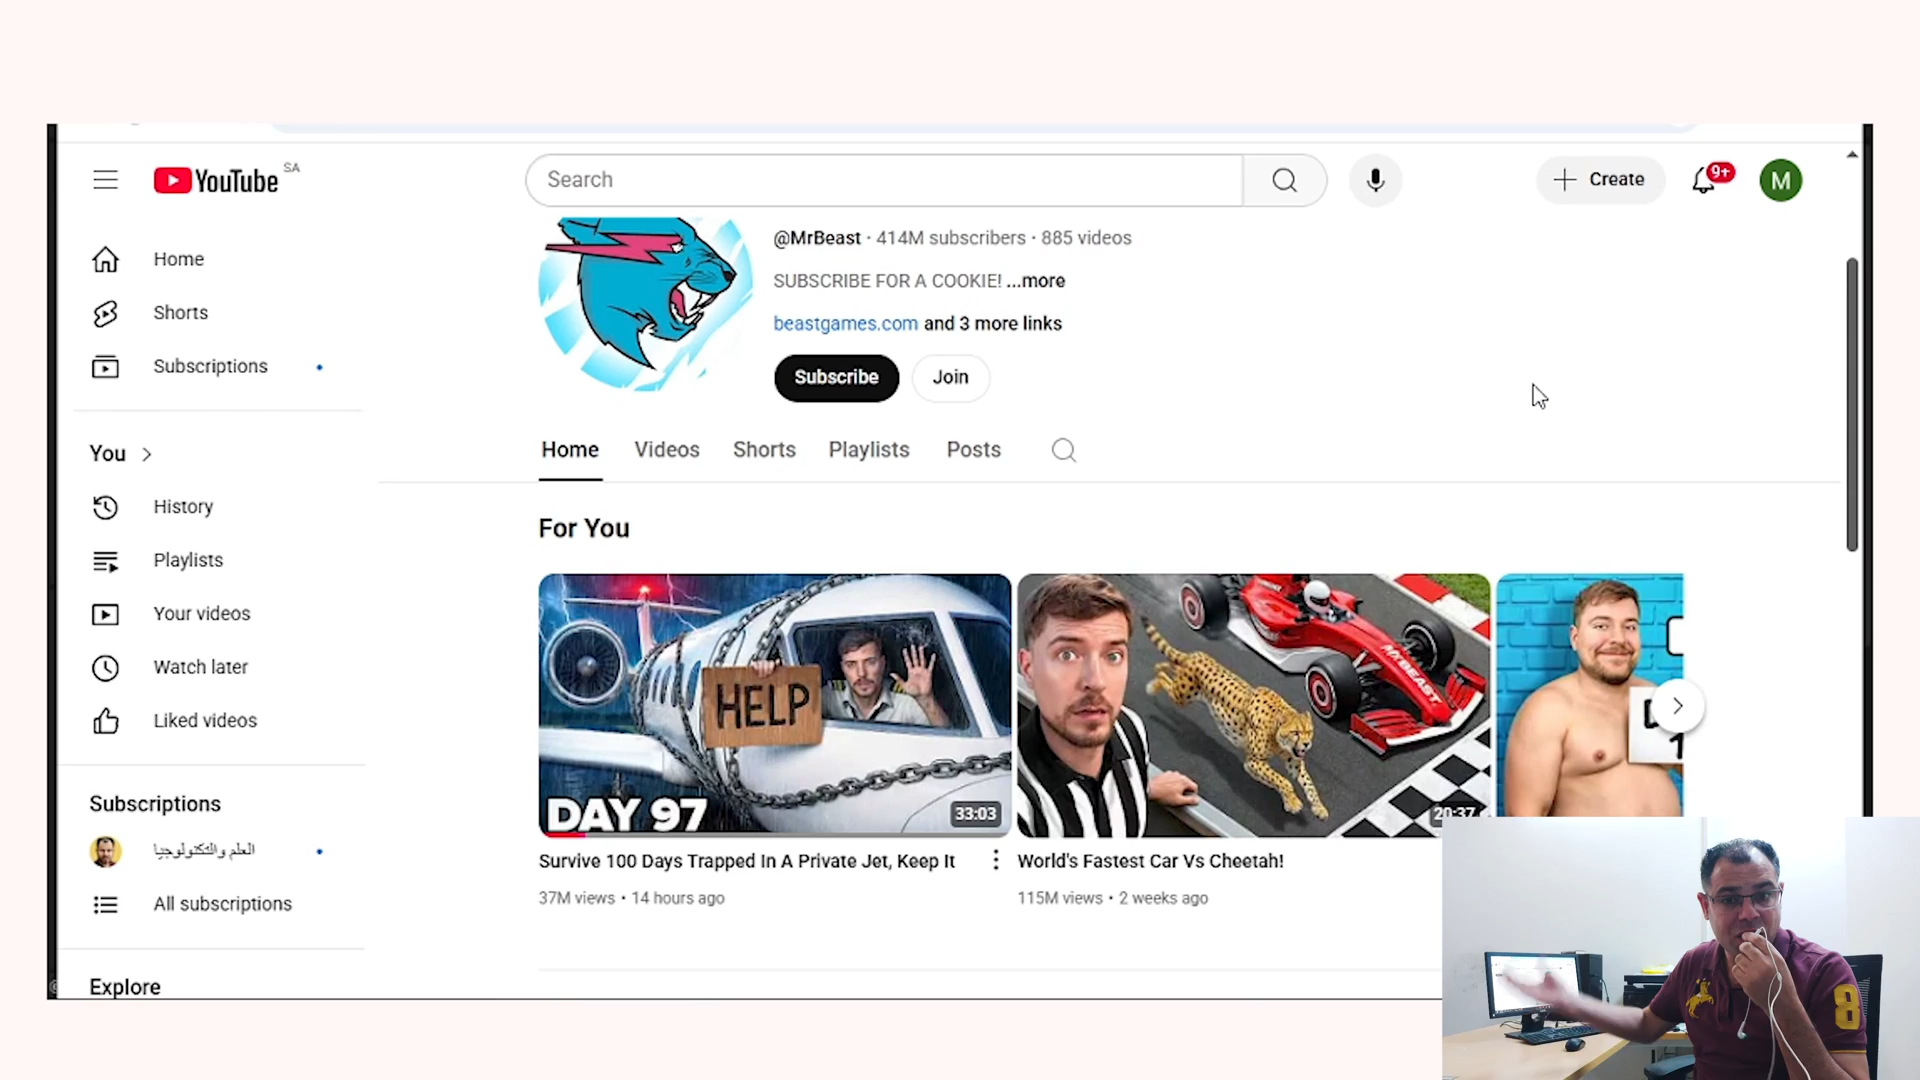 YouTube SA
Search
Create
9+
M
Home
Shorts
Subscriptions
You
History
Playlists
Your videos
Watch later
Liked videos
Subscriptions
العلم والتكنولوجيا
All subscriptions
Explore
@MrBeast · 414M subscribers · 885 videos
SUBSCRIBE FOR A COOKIE! ...more
beastgames.com and 3 more links
Subscribe
Join
Home Videos Shorts Playlists Posts
For You
HELP
DAY 97
33:03
Survive 100 Days Trapped In A Private Jet, Keep It
37M views • 14 hours ago
MRBEAST
20:37
World's Fastest Car Vs Cheetah!
115M views • 2 weeks ago
8